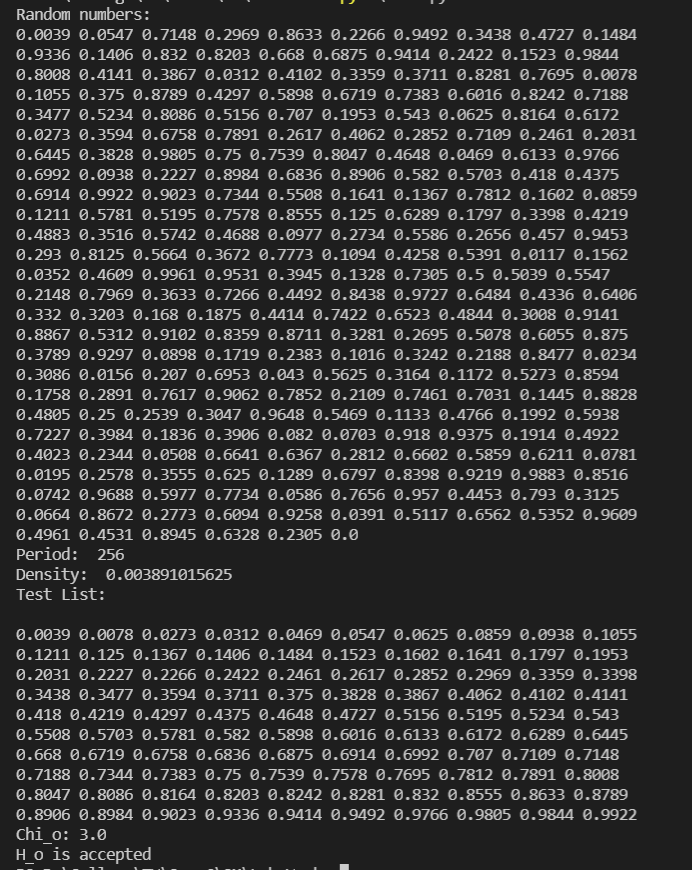 Random numbers:
0.0039 0.0547 0.7148 0.2969 0.8633 0.2266 0.9492 0.3438 0.4727 0.1484
0.9336 0.1406 0.832 0.8203 0.668 0.6875 0.9414 0.2422 0.1523 0.9844
0.8008 0.4141 0.3867 0.0312 0.4102 0.3359 0.3711 0.8281 0.7695 0.0078
0.1055 0.375 0.8789 0.4297 0.5898 0.6719 0.7383 0.6016 0.8242 0.7188
0.3477 0.5234 0.8086 0.5156 0.707 0.1953 0.543 0.0625 0.8164 0.6172
0.0273 0.3594 0.6758 0.7891 0.2617 0.4062 0.2852 0.7109 0.2461 0.2031
0.6445 0.3828 0.9805 0.75 0.7539 0.8047 0.4648 0.0469 0.6133 0.9766
0.6992 0.0938 0.2227 0.8984 0.6836 0.8906 0.582 0.5703 0.418 0.4375
0.6914 0.9922 0.9023 0.7344 0.5508 0.1641 0.1367 0.7812 0.1602 0.0859
0.1211 0.5781 0.5195 0.7578 0.8555 0.125 0.6289 0.1797 0.3398 0.4219
0.4883 0.3516 0.5742 0.4688 0.0977 0.2734 0.5586 0.2656 0.457 0.9453
0.293 0.8125 0.5664 0.3672 0.7773 0.1094 0.4258 0.5391 0.0117 0.1562
0.0352 0.4609 0.9961 0.9531 0.3945 0.1328 0.7305 0.5 0.5039 0.5547
0.2148 0.7969 0.3633 0.7266 0.4492 0.8438 0.9727 0.6484 0.4336 0.6406
0.332 0.3203 0.168 0.1875 0.4414 0.7422 0.6523 0.4844 0.3008 0.9141
0.8867 0.5312 0.9102 0.8359 0.8711 0.3281 0.2695 0.5078 0.6055 0.875
0.3789 0.9297 0.0898 0.1719 0.2383 0.1016 0.3242 0.2188 0.8477 0.0234
0.3086 0.0156 0.207 0.6953 0.043 0.5625 0.3164 0.1172 0.5273 0.8594
0.1758 0.2891 0.7617 0.9062 0.7852 0.2109 0.7461 0.7031 0.1445 0.8828
0.4805 0.25 0.2539 0.3047 0.9648 0.5469 0.1133 0.4766 0.1992 0.5938
0.7227 0.3984 0.1836 0.3906 0.082 0.0703 0.918 0.9375 0.1914 0.4922
0.4023 0.2344 0.0508 0.6641 0.6367 0.2812 0.6602 0.5859 0.6211 0.0781
0.0195 0.2578 0.3555 0.625 0.1289 0.6797 0.8398 0.9219 0.9883 0.8516
0.0742 0.9688 0.5977 0.7734 0.0586 0.7656 0.957 0.4453 0.793 0.3125
0.0664 0.8672 0.2773 0.6094 0.9258 0.0391 0.5117 0.6562 0.5352 0.9609
0.4961 0.4531 0.8945 0.6328 0.2305 0.0
Period:  256
Density:  0.003891015625
Test List:
0.0039 0.0078 0.0273 0.0312 0.0469 0.0547 0.0625 0.0859 0.0938 0.1055
0.1211 0.125 0.1367 0.1406 0.1484 0.1523 0.1602 0.1641 0.1797 0.1953
0.2031 0.2227 0.2266 0.2422 0.2461 0.2617 0.2852 0.2969 0.3359 0.3398
0.3438 0.3477 0.3594 0.3711 0.375 0.3828 0.3867 0.4062 0.4102 0.4141
0.418 0.4219 0.4297 0.4375 0.4648 0.4727 0.5156 0.5195 0.5234 0.543
0.5508 0.5703 0.5781 0.582 0.5898 0.6016 0.6133 0.6172 0.6289 0.6445
0.668 0.6719 0.6758 0.6836 0.6875 0.6914 0.6992 0.707 0.7109 0.7148
0.7188 0.7344 0.7383 0.75 0.7539 0.7578 0.7695 0.7812 0.7891 0.8008
0.8047 0.8086 0.8164 0.8203 0.8242 0.8281 0.832 0.8555 0.8633 0.8789
0.8906 0.8984 0.9023 0.9336 0.9414 0.9492 0.9766 0.9805 0.9844 0.9922
Chi_o: 3.0
H_o is accepted